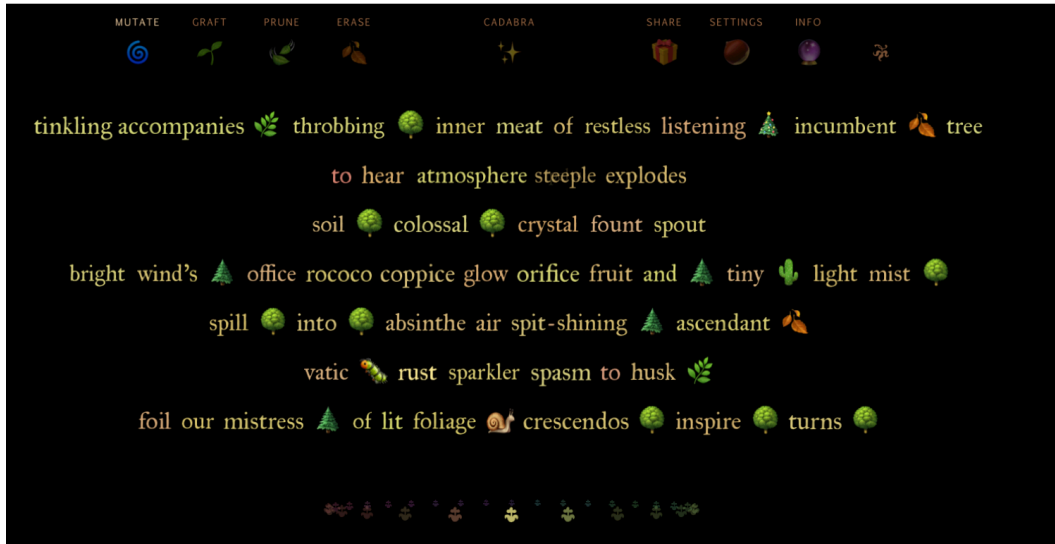 MUTATE GRAFT PRUNE ERASE CADABRA SHARE SETTINGS INFO
tinkling accompanies 🌿 throbbing 🌳 inner meat of restless listening 🎄 incumbent 🍂 tree
to hear atmosphere steeple explodes
soil 🌳 colossal 🌳 crystal fount spout
bright wind’s 🌲 office rococo coppice glow orifice fruit and 🌲 tiny 🌵 light mist 🌳
spill 🌳 into 🌳 absinthe air spit-shining 🌲 ascendant 🍂
vatic 🐛 rust sparkler spasm to husk 🌿
foil our mistress 🌲 of lit foliage 🐌 crescendos 🌳 inspire 🌳 turns 🌳